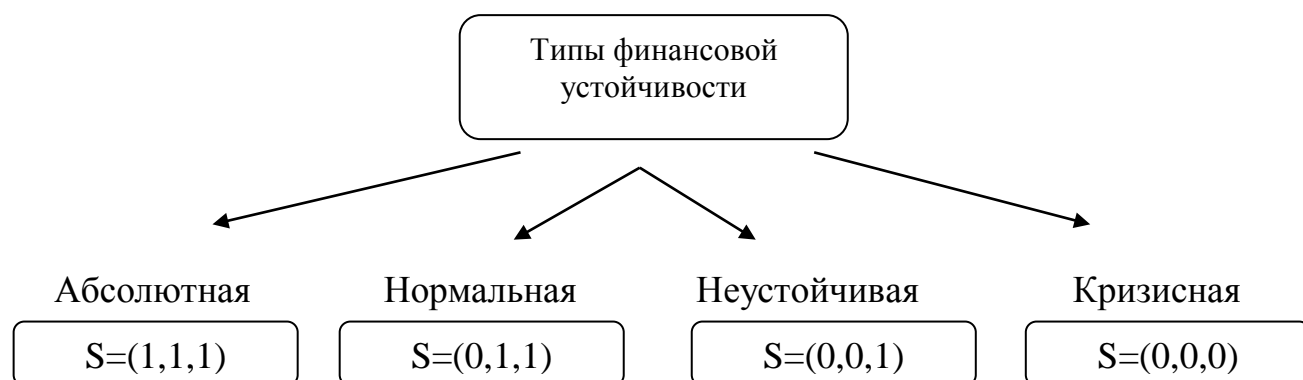 Типы финансовой
устойчивости
Абсолютная
Нормальная
Неустойчивая
Кризисная
S=(1,1,1)
S=(0,1,1)
S=(0,0,1)
S=(0,0,0)